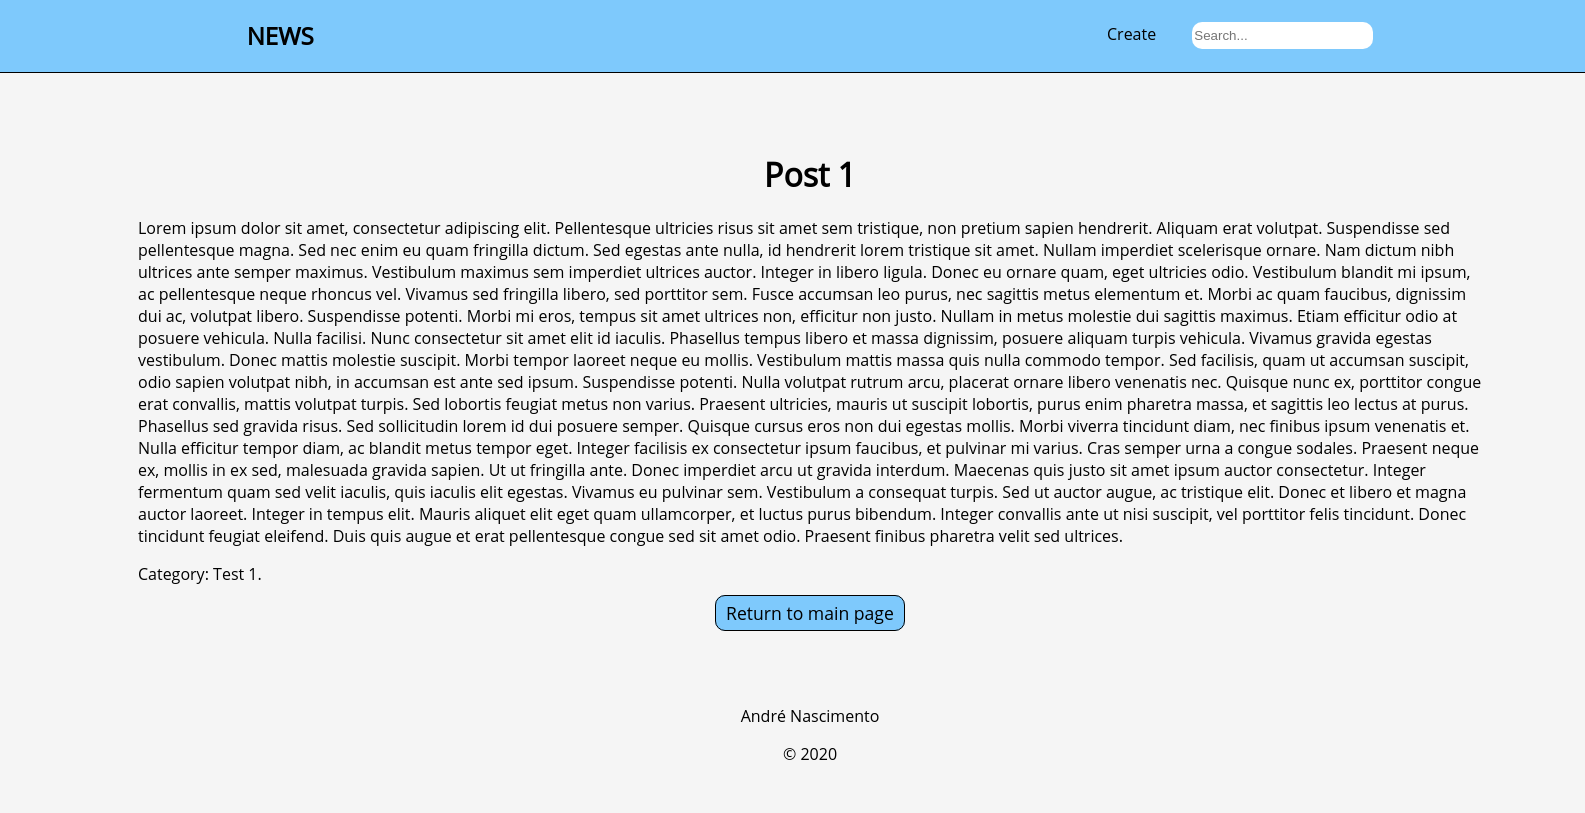 NEWS
Create
Search...
Post 1
Lorem ipsum dolor sit amet, consectetur adipiscing elit. Pellentesque ultricies risus sit amet sem tristique, non pretium sapien hendrerit. Aliquam erat volutpat. Suspendisse sed
pellentesque magna. Sed nec enim eu quam fringilla dictum. Sed egestas ante nulla, id hendrerit lorem tristique sit amet. Nullam imperdiet scelerisque ornare. Nam dictum nibh
ultrices ante semper maximus. Vestibulum maximus sem imperdiet ultrices auctor. Integer in libero ligula. Donec eu ornare quam, eget ultricies odio. Vestibulum blandit mi ipsum,
ac pellentesque neque rhoncus vel. Vivamus sed fringilla libero, sed porttitor sem. Fusce accumsan leo purus, nec sagittis metus elementum et. Morbi ac quam faucibus, dignissim
dui ac, volutpat libero. Suspendisse potenti. Morbi mi eros, tempus sit amet ultrices non, efficitur non justo. Nullam in metus molestie dui sagittis maximus. Etiam efficitur odio at
posuere vehicula. Nulla facilisi. Nunc consectetur sit amet elit id iaculis. Phasellus tempus libero et massa dignissim, posuere aliquam turpis vehicula. Vivamus gravida egestas
vestibulum. Donec mattis molestie suscipit. Morbi tempor laoreet neque eu mollis. Vestibulum mattis massa quis nulla commodo tempor. Sed facilisis, quam ut accumsan suscipit,
odio sapien volutpat nibh, in accumsan est ante sed ipsum. Suspendisse potenti. Nulla volutpat rutrum arcu, placerat ornare libero venenatis nec. Quisque nunc ex, porttitor congue
erat convallis, mattis volutpat turpis. Sed lobortis feugiat metus non varius. Praesent ultricies, mauris ut suscipit lobortis, purus enim pharetra massa, et sagittis leo lectus at purus.
Phasellus sed gravida risus. Sed sollicitudin lorem id dui posuere semper. Quisque cursus eros non dui egestas mollis. Morbi viverra tincidunt diam, nec finibus ipsum venenatis et.
Nulla efficitur tempor diam, ac blandit metus tempor eget. Integer facilisis ex consectetur ipsum faucibus, et pulvinar mi varius. Cras semper urna a congue sodales. Praesent neque
ex, mollis in ex sed, malesuada gravida sapien. Ut ut fringilla ante. Donec imperdiet arcu ut gravida interdum. Maecenas quis justo sit amet ipsum auctor consectetur. Integer
fermentum quam sed velit iaculis, quis iaculis elit egestas. Vivamus eu pulvinar sem. Vestibulum a consequat turpis. Sed ut auctor augue, ac tristique elit. Donec et libero et magna
auctor laoreet. Integer in tempus elit. Mauris aliquet elit eget quam ullamcorper, et luctus purus bibendum. Integer convallis ante ut nisi suscipit, vel porttitor felis tincidunt. Donec
tincidunt feugiat eleifend. Duis quis augue et erat pellentesque congue sed sit amet odio. Praesent finibus pharetra velit sed ultrices.
Category: Test 1.
Return to main page
André Nascimento
© 2020